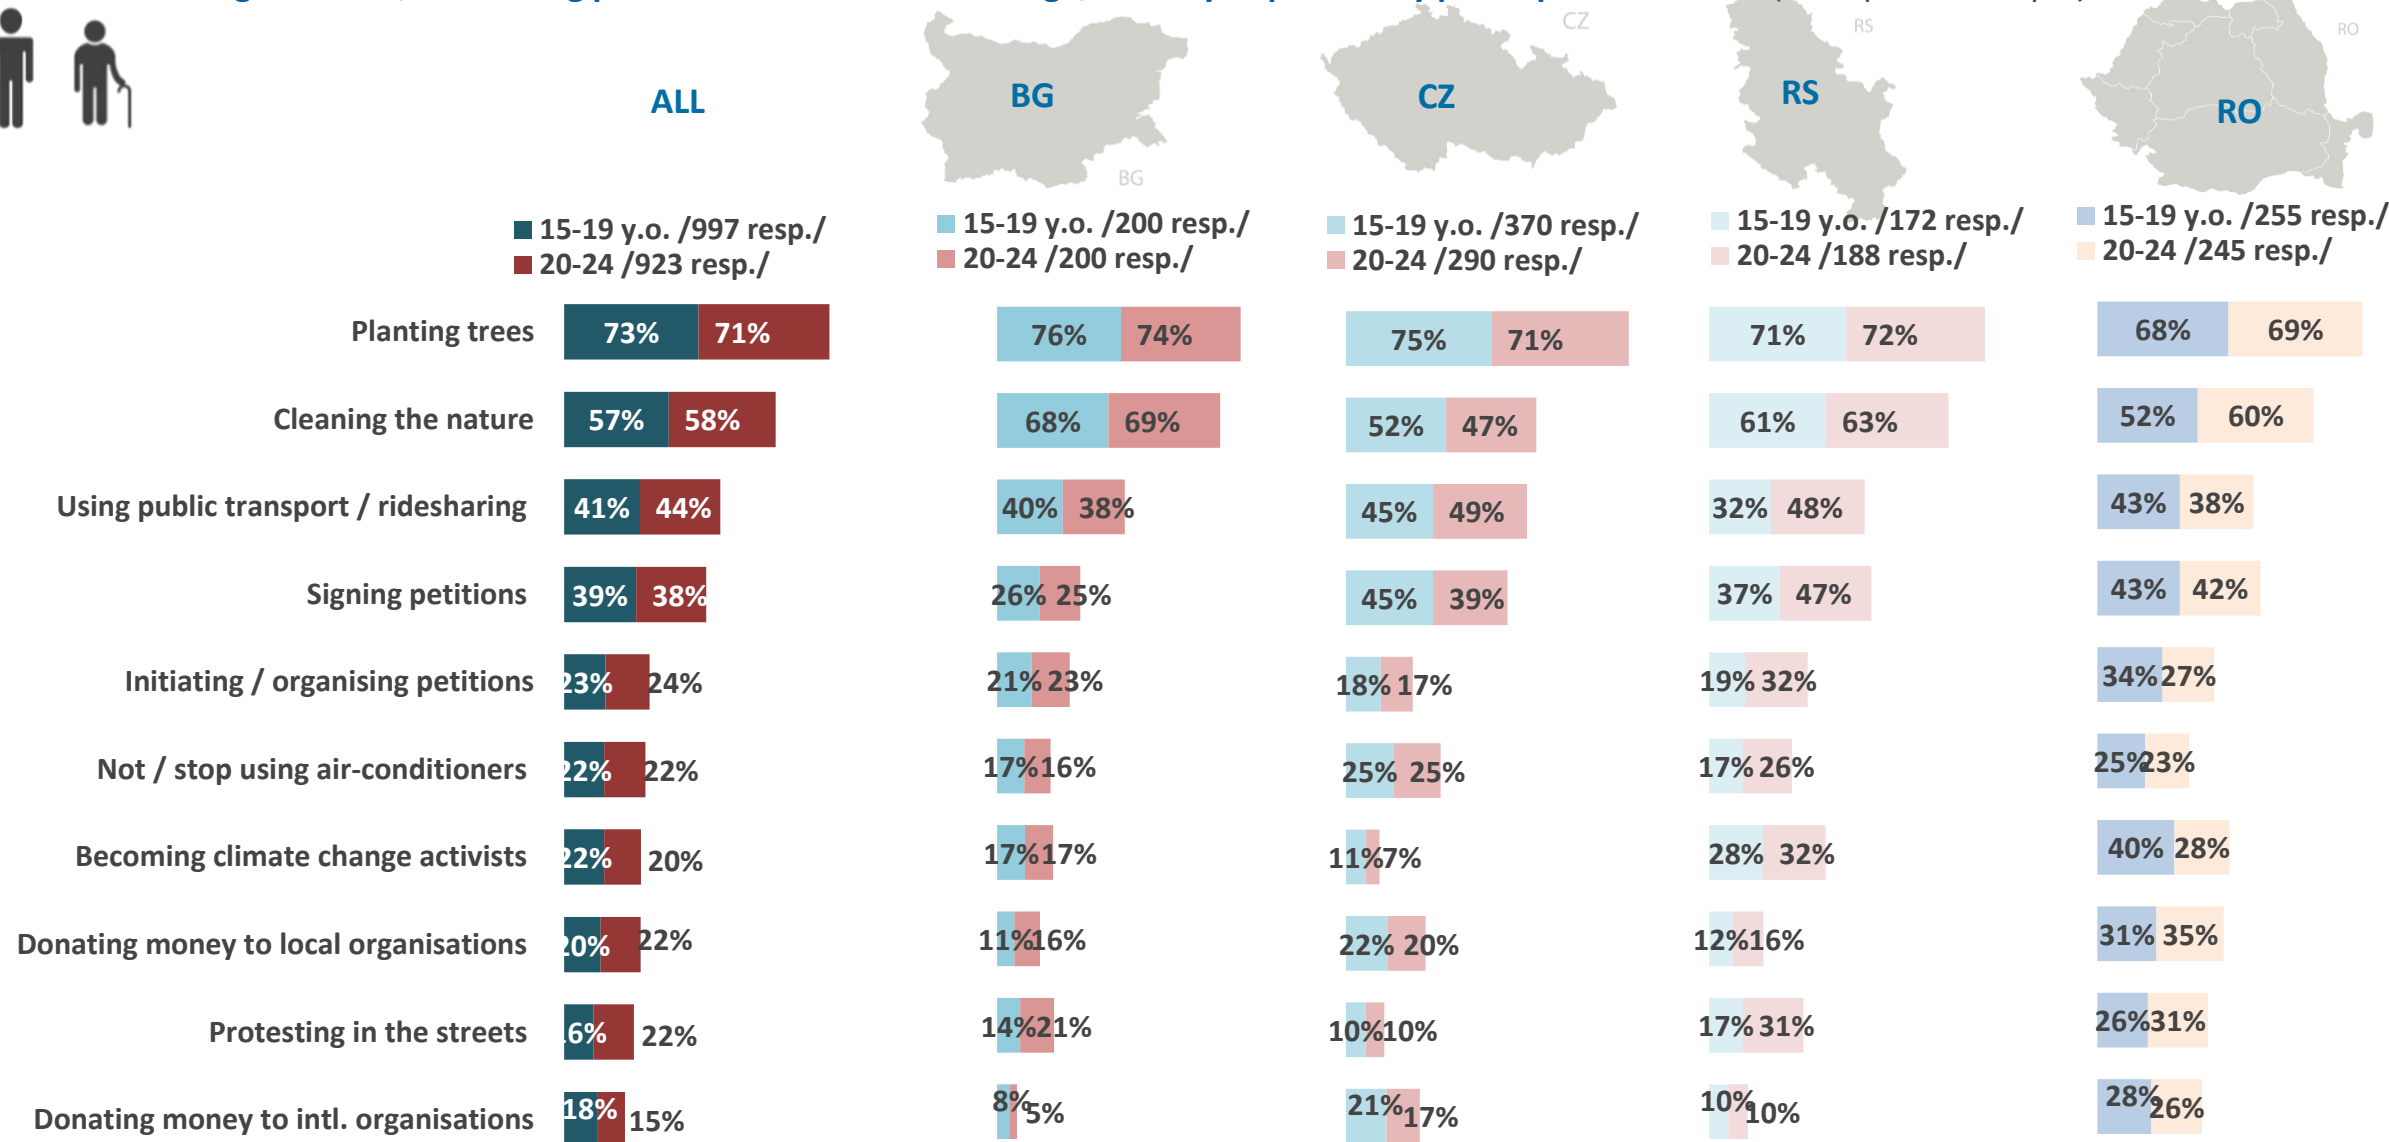 CZ
RS
RO
ALL
BG
CZ
RS
RO
BG
15-19 y.o. /997 resp./
20-24 /923 resp./
15-19 y.o. /200 resp./
20-24 /200 resp./
15-19 y.o. /370 resp./
20-24 /290 resp./
15-19 y.o. /172 resp./
20-24 /188 resp./
15-19 y.o. /255 resp./
20-24 /245 resp./
Planting trees 73% 71% 76% 74% 75% 71% 71% 72% 68% 69%
Cleaning the nature 57% 58% 68% 69% 52% 47% 61% 63% 52% 60%
Using public transport / ridesharing 41% 44% 40% 38% 45% 49% 32% 48% 43% 38%
Signing petitions 39% 38% 26% 25% 45% 39% 37% 47% 43% 42%
Initiating / organising petitions 23% 24% 21% 23% 18% 17% 19% 32% 34% 27%
Not / stop using air-conditioners 22% 22% 17% 16% 25% 25% 17% 26% 25% 23%
Becoming climate change activists 22% 20% 17% 17% 11% 7% 28% 32% 40% 28%
Donating money to local organisations 20% 22% 11% 16% 22% 20% 12% 16% 31% 35%
Protesting in the streets 6% 22% 14% 21% 10% 10% 17% 31% 26% 31%
Donating money to intl. organisations 18% 15% 8% 5% 21% 17% 10% 10% 28% 26%